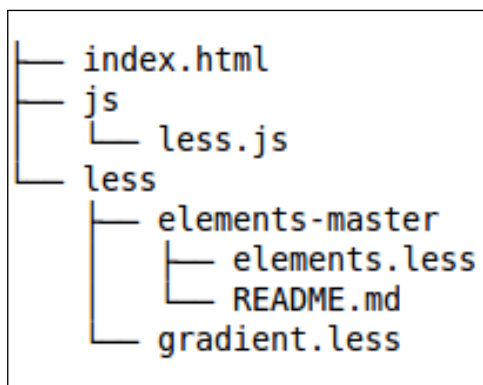 ├── index.html
├── js
│   └── less.js
└── less
    ├── elements-master
    │   ├── elements.less
    │   └── README.md
    └── gradient.less